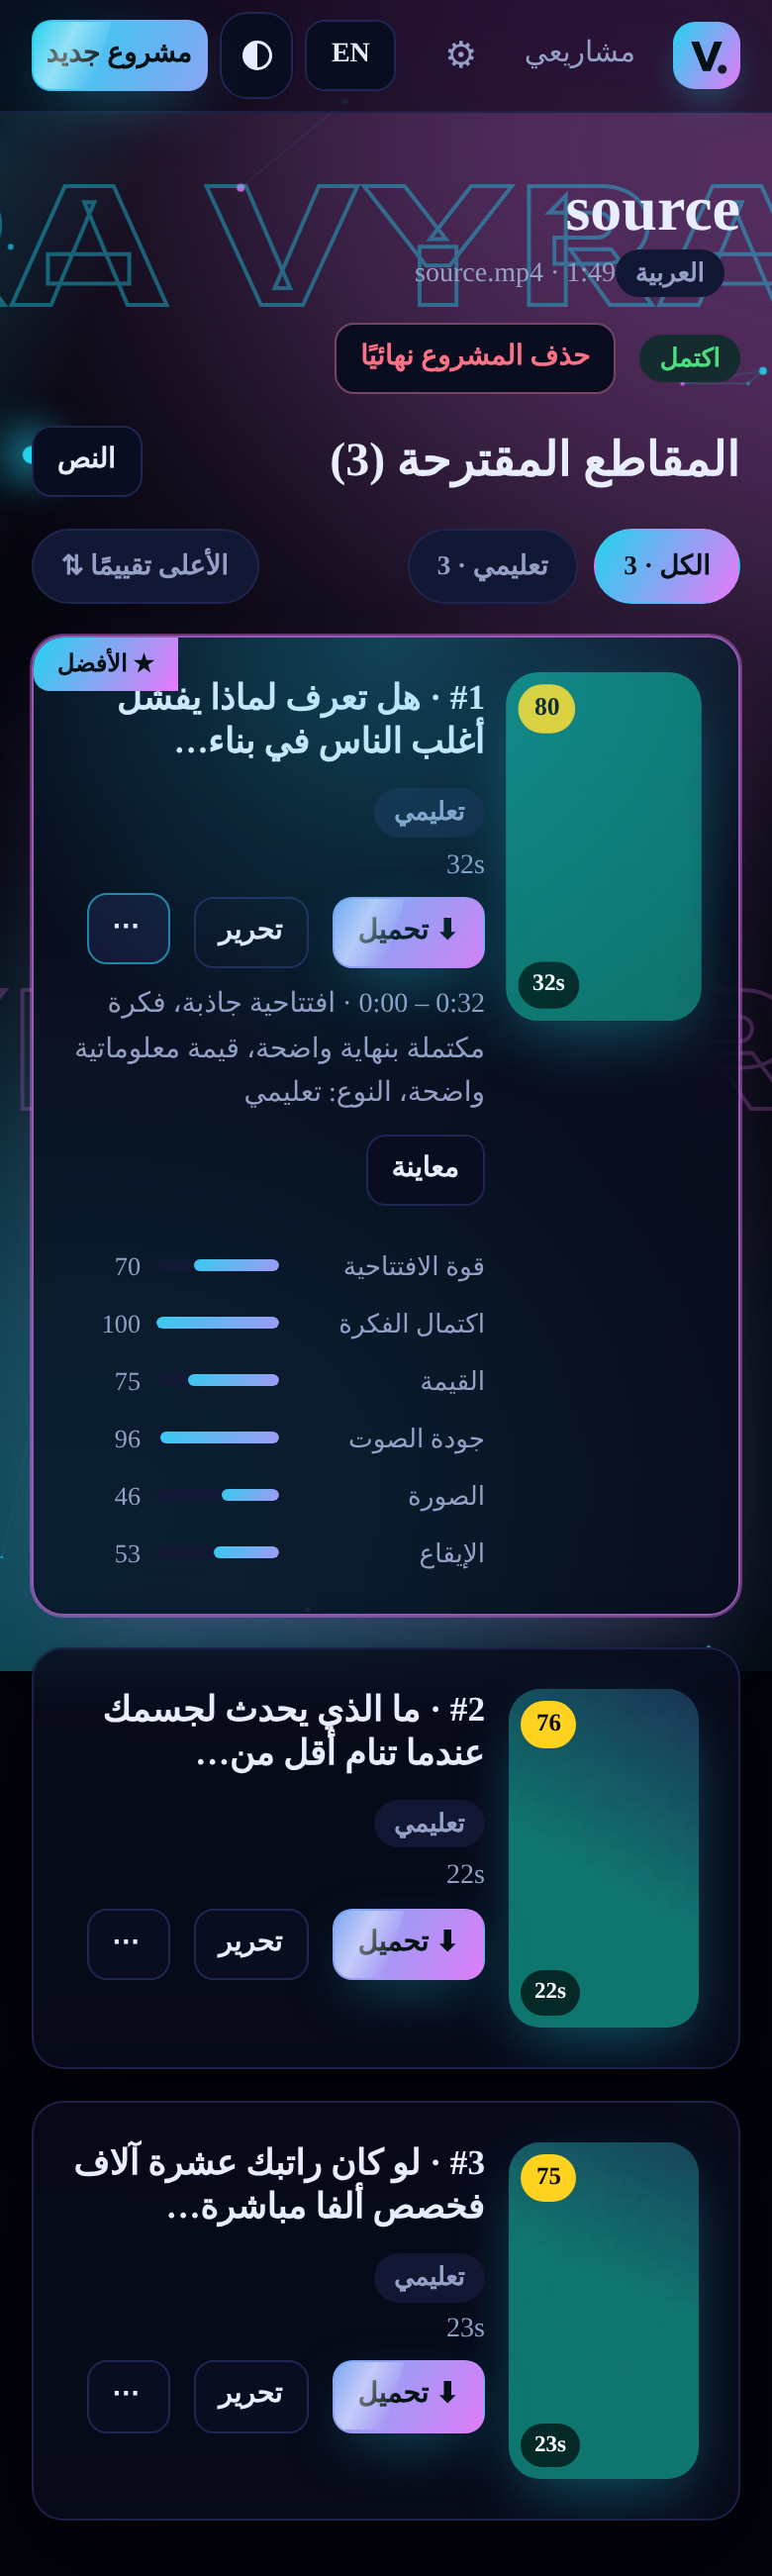 V.
مشاريعي
⚙
EN
مشروع جديد
RA VYRA
source
العربية source.mp4 · 1:49
اكتمل
حذف المشروع نهائيًا
المقاطع المقترحة (3)
النص
الكل · 3
تعليمي · 3
الأعلى تقييمًا ⇅
★ الأفضل
80
32s
#1 · هل تعرف لماذا يفشل
أغلب الناس في بناء…
تعليمي
32s
⬇ تحميل
تحرير
⋯
0:00 – 0:32 · افتتاحية جاذبة، فكرة
مكتملة بنهاية واضحة، قيمة معلوماتية
واضحة، النوع: تعليمي
معاينة
قوة الافتتاحية 70
اكتمال الفكرة 100
القيمة 75
جودة الصوت 96
الصورة 46
الإيقاع 53
76
22s
#2 · ما الذي يحدث لجسمك
عندما تنام أقل من…
تعليمي
22s
⬇ تحميل
تحرير
⋯
75
23s
#3 · لو كان راتبك عشرة آلاف
فخصص ألفا مباشرة…
تعليمي
23s
⬇ تحميل
تحرير
⋯